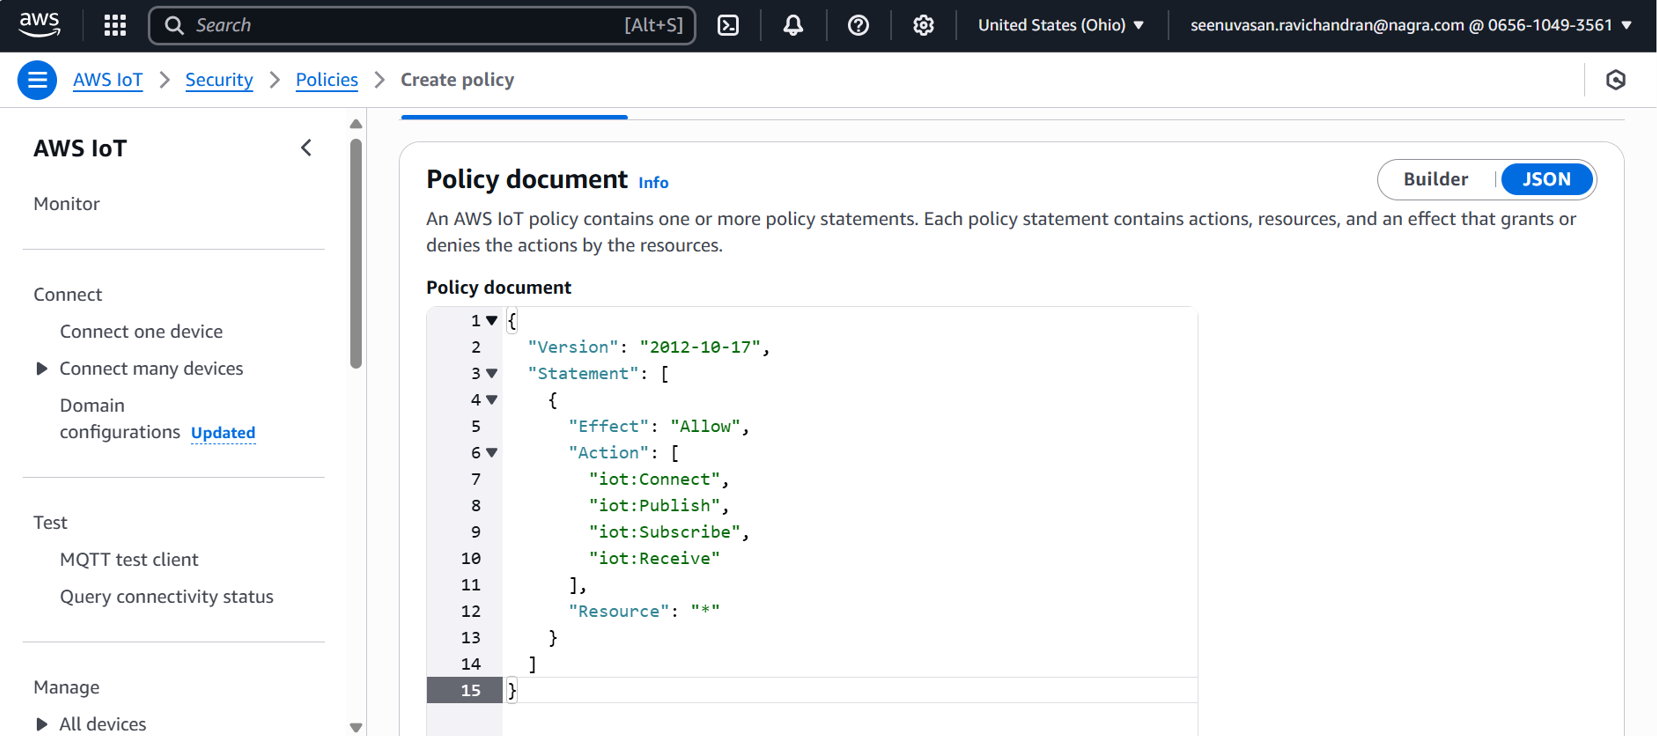 aws
Search [Alt+S]
United States (Ohio) ▼
seenuvasan.ravichandran@nagra.com @ 0656-1049-3561 ▼
AWS IoT > Security > Policies > Create policy
AWS IoT
Monitor
Connect
Connect one device
Connect many devices
Domain
configurations Updated
Test
MQTT test client
Query connectivity status
Manage
All devices
Policy document Info
Builder JSON
An AWS IoT policy contains one or more policy statements. Each policy statement contains actions, resources, and an effect that grants or
denies the actions by the resources.
Policy document
1 {
2 "Version": "2012-10-17",
3 "Statement": [
4 {
5 "Effect": "Allow",
6 "Action": [
7 "iot:Connect",
8 "iot:Publish",
9 "iot:Subscribe",
10 "iot:Receive"
11 ],
12 "Resource": "*"
13 }
14 ]
15 }